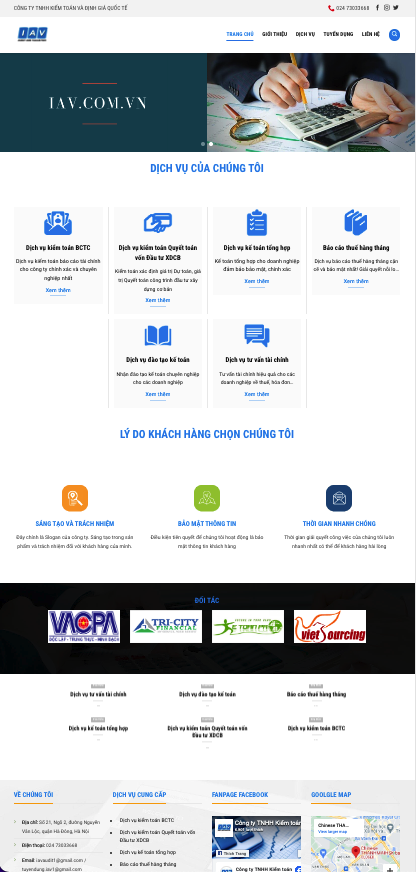 CÔNG TY TNHH KIỂM TOÁN VÀ ĐỊNH GIÁ QUỐC TẾ
024 73033668
IAV
TRANG CHỦ GIỚI THIỆU DỊCH VỤ TUYỂN DỤNG LIÊN HỆ
IAV.COM.VN
DỊCH VỤ CỦA CHÚNG TÔI
Dịch vụ kiểm toán BCTC
Dịch vụ kiểm toán báo cáo tài chính
cho công ty chính xác và chuyên
nghiệp nhất
Xem thêm
Dịch vụ kiểm toán Quyết toán
vốn Đầu tư XDCB
Kiểm toán xác định giá trị Dự toán, giá
trị Quyết toán công trình đầu tư xây
dựng cơ bản
Xem thêm
Dịch vụ kế toán tổng hợp
Kế toán tổng hợp cho doanh nghiệp
đảm bảo bảo mật, chính xác
Xem thêm
Báo cáo thuế hàng tháng
Dịch vụ báo cáo thuế hàng tháng cặn
cẽ và bảo mật nhất! Giải quyết nỗi lo...
Xem thêm
Dịch vụ đào tạo kế toán
Nhận đào tạo kế toán chuyên nghiệp
cho các doanh nghiệp
Xem thêm
Dịch vụ tư vấn tài chính
Tư vấn tài chính hiệu quả cho các
doanh nghiệp về thuế, hóa đơn...
Xem thêm
LÝ DO KHÁCH HÀNG CHỌN CHÚNG TÔI
SÁNG TẠO VÀ TRÁCH NHIỆM
Đây chính là Slogan của công ty. Sáng tạo trong sản
phẩm và trách nhiệm đối với khách hàng của mình.
BẢO MẬT THÔNG TIN
Điều kiện tiên quyết để chúng tôi hoạt động là bảo
mật thông tin khách hàng
THỜI GIAN NHANH CHÓNG
Thời gian giải quyết công việc của chúng tôi luôn
nhanh nhất có thể để khách hàng hài lòng
ĐỐI TÁC
VACPA
ĐỘC LẬP - TRUNG THỰC - MINH BẠCH
TRI-CITY
FINANCIAL
vietSourcing
Dịch vụ tư vấn tài chính
Dịch vụ đào tạo kế toán
Báo cáo thuế hàng tháng
Dịch vụ kế toán tổng hợp
Dịch vụ kiểm toán Quyết toán vốn
Đầu tư XDCB
Dịch vụ kiểm toán BCTC
VỀ CHÚNG TÔI
Địa chỉ: Số 21, Ngõ 2, đường Nguyễn
Văn Lộc, quận Hà Đông, Hà Nội
Điện thoại: 024 73033668
Email: iavaudit1@gmail.com /
tuyendung.iav1@gmail.com
DỊCH VỤ CUNG CẤP
Dịch vụ kiểm toán BCTC
Dịch vụ kiểm toán Quyết toán vốn
Đầu tư XDCB
Dịch vụ kế toán tổng hợp
Báo cáo thuế hàng tháng
FANPAGE FACEBOOK
Công ty TNHH Kiểm toán
Thích Trang
Công ty TNHH Kiểm
GOOLGLE MAP
Chinese THA...
View larger map